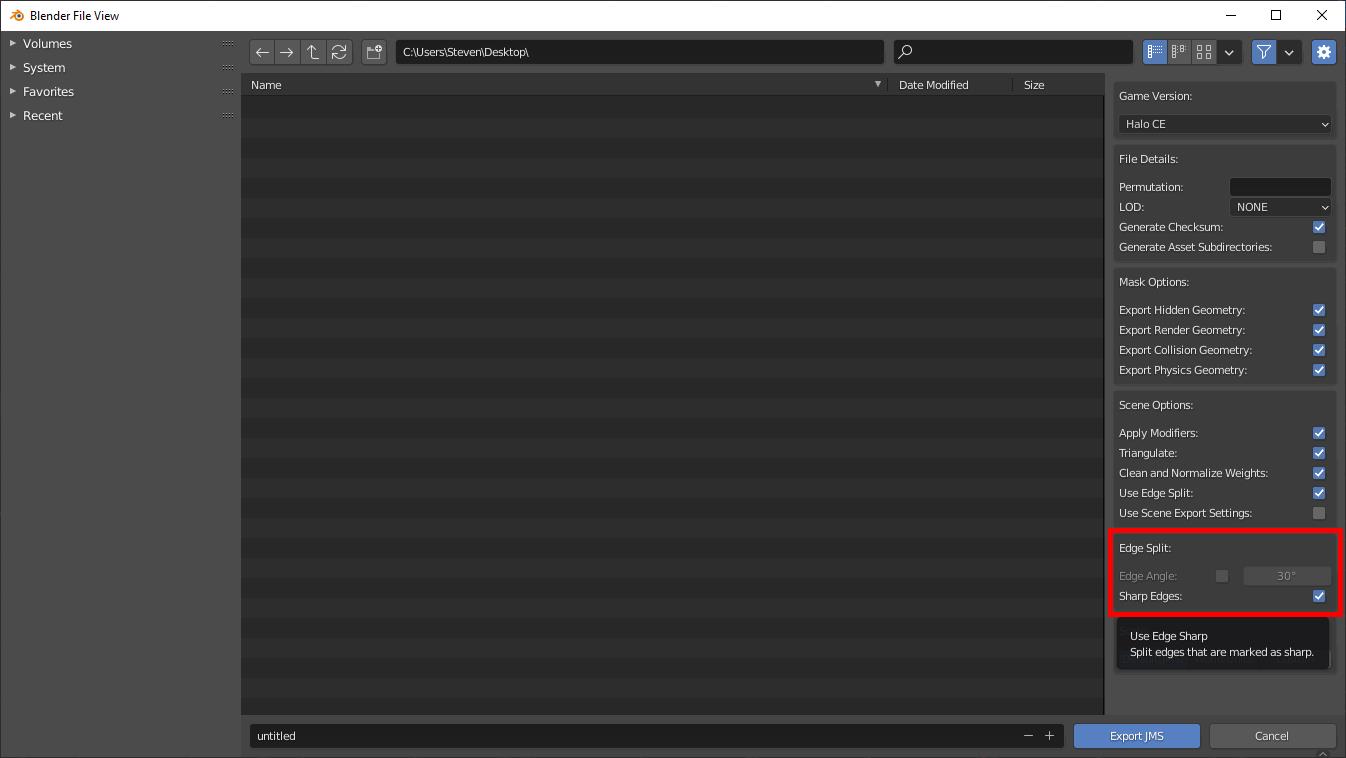 Blender File View
Volumes
System
Favorites
Recent
C:\Users\Steven\Desktop\
Name
Date Modified
Size
Game Version:
Halo CE
File Details:
Permutation:
LOD: NONE
Generate Checksum:
Generate Asset Subdirectories:
Mask Options:
Export Hidden Geometry:
Export Render Geometry:
Export Collision Geometry:
Export Physics Geometry:
Scene Options:
Apply Modifiers:
Triangulate:
Clean and Normalize Weights:
Use Edge Split:
Use Scene Export Settings:
Edge Split:
Edge Angle: 30°
Sharp Edges:
Use Edge Sharp
Split edges that are marked as sharp.
untitled
Export JMS
Cancel